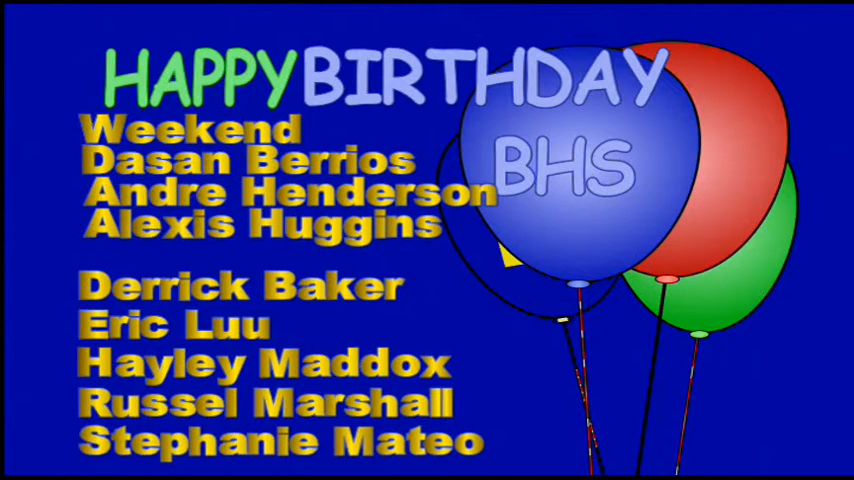 HAPPY BIRTHDAY
BHS
Weekend
Dasan Berrios
Andre Henderson
Alexis Huggins
Derrick Baker
Eric Luu
Hayley Maddox
Russel Marshall
Stephanie Mateo